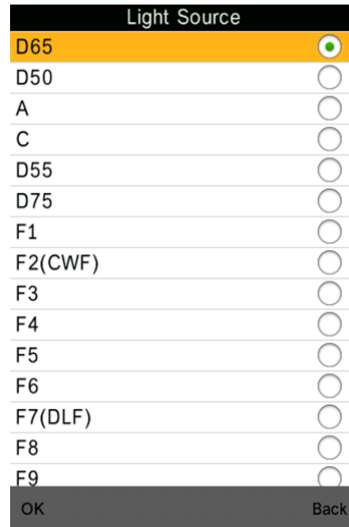 Light Source
D65
D50
A
C
D55
D75
F1
F2(CWF)
F3
F4
F5
F6
F7(DLF)
F8
F9
OK Back